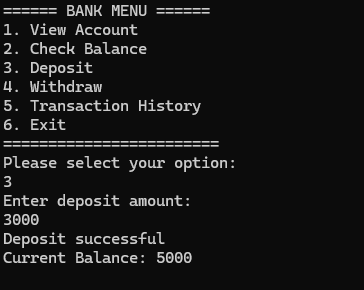 ====== BANK MENU ======
1. View Account
2. Check Balance
3. Deposit
4. Withdraw
5. Transaction History
6. Exit
========================
Please select your option:
3
Enter deposit amount:
3000
Deposit successful
Current Balance: 5000